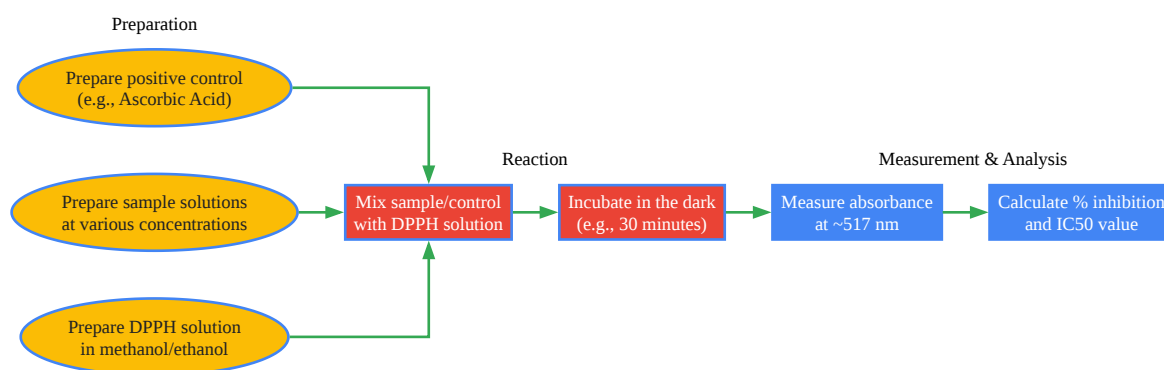 Preparation
Prepare positive control
(e.g., Ascorbic Acid)
Prepare sample solutions
at various concentrations
Prepare DPPH solution
in methanol/ethanol
Reaction
Mix sample/control
with DPPH solution
Incubate in the dark
(e.g., 30 minutes)
Measurement & Analysis
Measure absorbance
at ~517 nm
Calculate % inhibition
and IC50 value